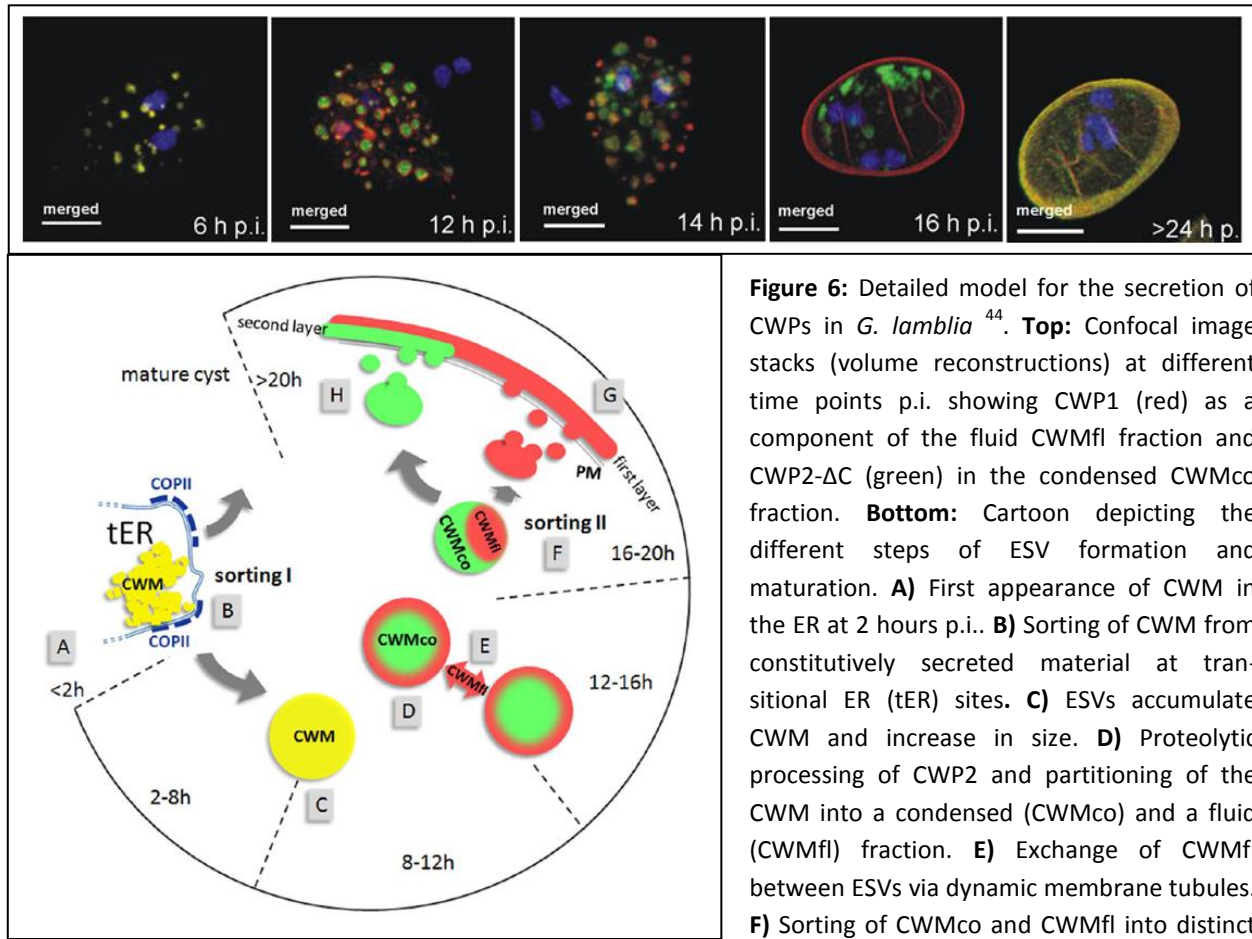 merged
6 h p.i.
merged
12 h p.i.
merged
14 h p.i.
merged
16 h p.i.
merged
>24 h p.
second layer
mature cyst
>20h
H
G
PM
first layer
COPII
tER
CWM
sorting I
B
A
COPII
<2h
CWMco
CWMfl
sorting II
F
16-20h
CWMco
E
CWMfl
D
12-16h
CWM
C
2-8h
8-12h
Figure 6: Detailed model for the secretion of
CWPs in G. lamblia 44. Top: Confocal image
stacks (volume reconstructions) at different
time points p.i. showing CWP1 (red) as a
component of the fluid CWMfl fraction and
CWP2-ΔC (green) in the condensed CWMco
fraction. Bottom: Cartoon depicting the
different steps of ESV formation and
maturation. A) First appearance of CWM in
the ER at 2 hours p.i.. B) Sorting of CWM from
constitutively secreted material at tran-
sitional ER (tER) sites. C) ESVs accumulate
CWM and increase in size. D) Proteolytic
processing of CWP2 and partitioning of the
CWM into a condensed (CWMco) and a fluid
(CWMfl) fraction. E) Exchange of CWMf
between ESVs via dynamic membrane tubules.
F) Sorting of CWMco and CWMfl into distinct